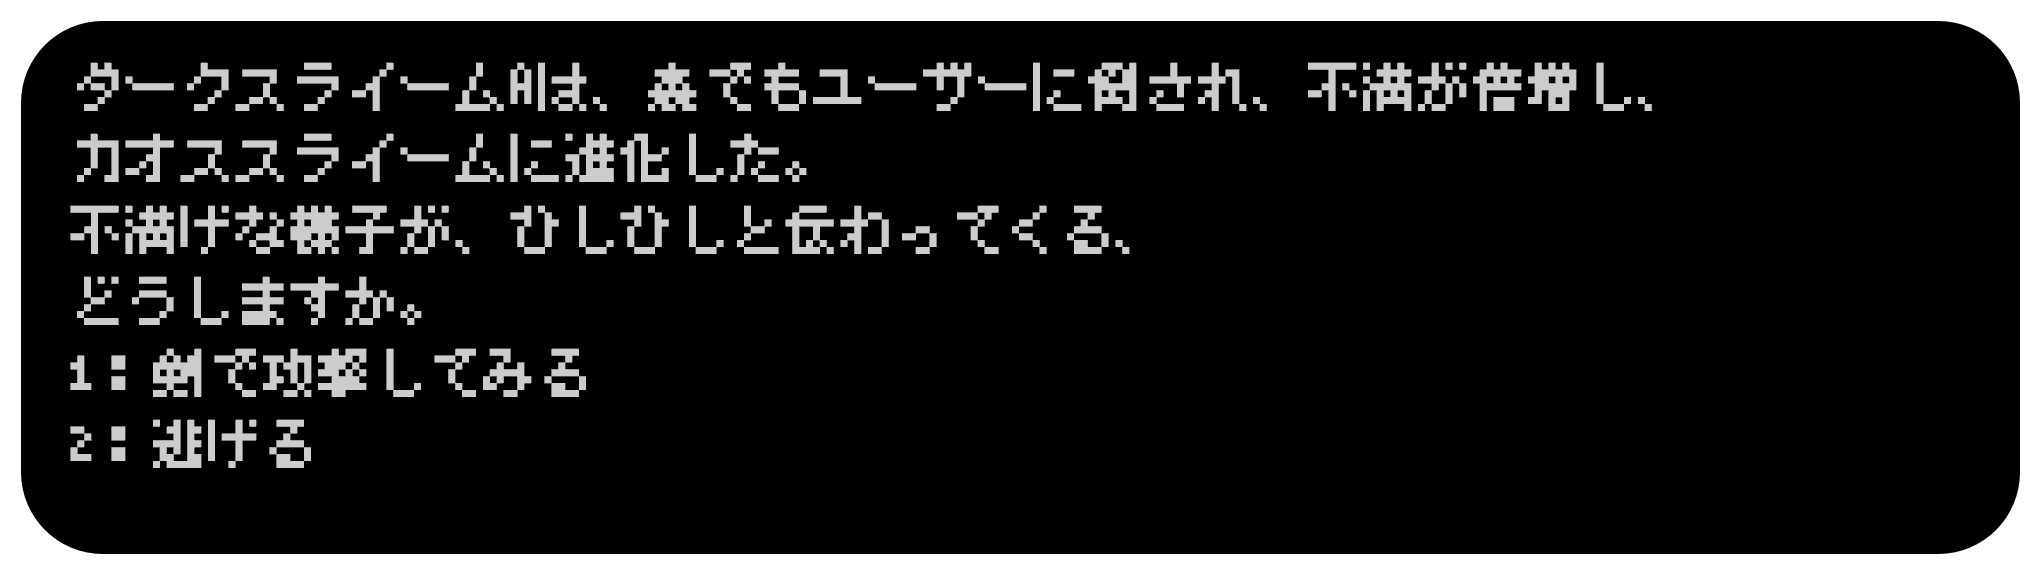 ダークスライームAは、森でもユーザーに倒され、不満が倍増し、
カオススライームに進化した。
不満げな様子が、ひしひしと伝わってくる、
どうしますか。
1:剣で攻撃してみる
2:逃げる